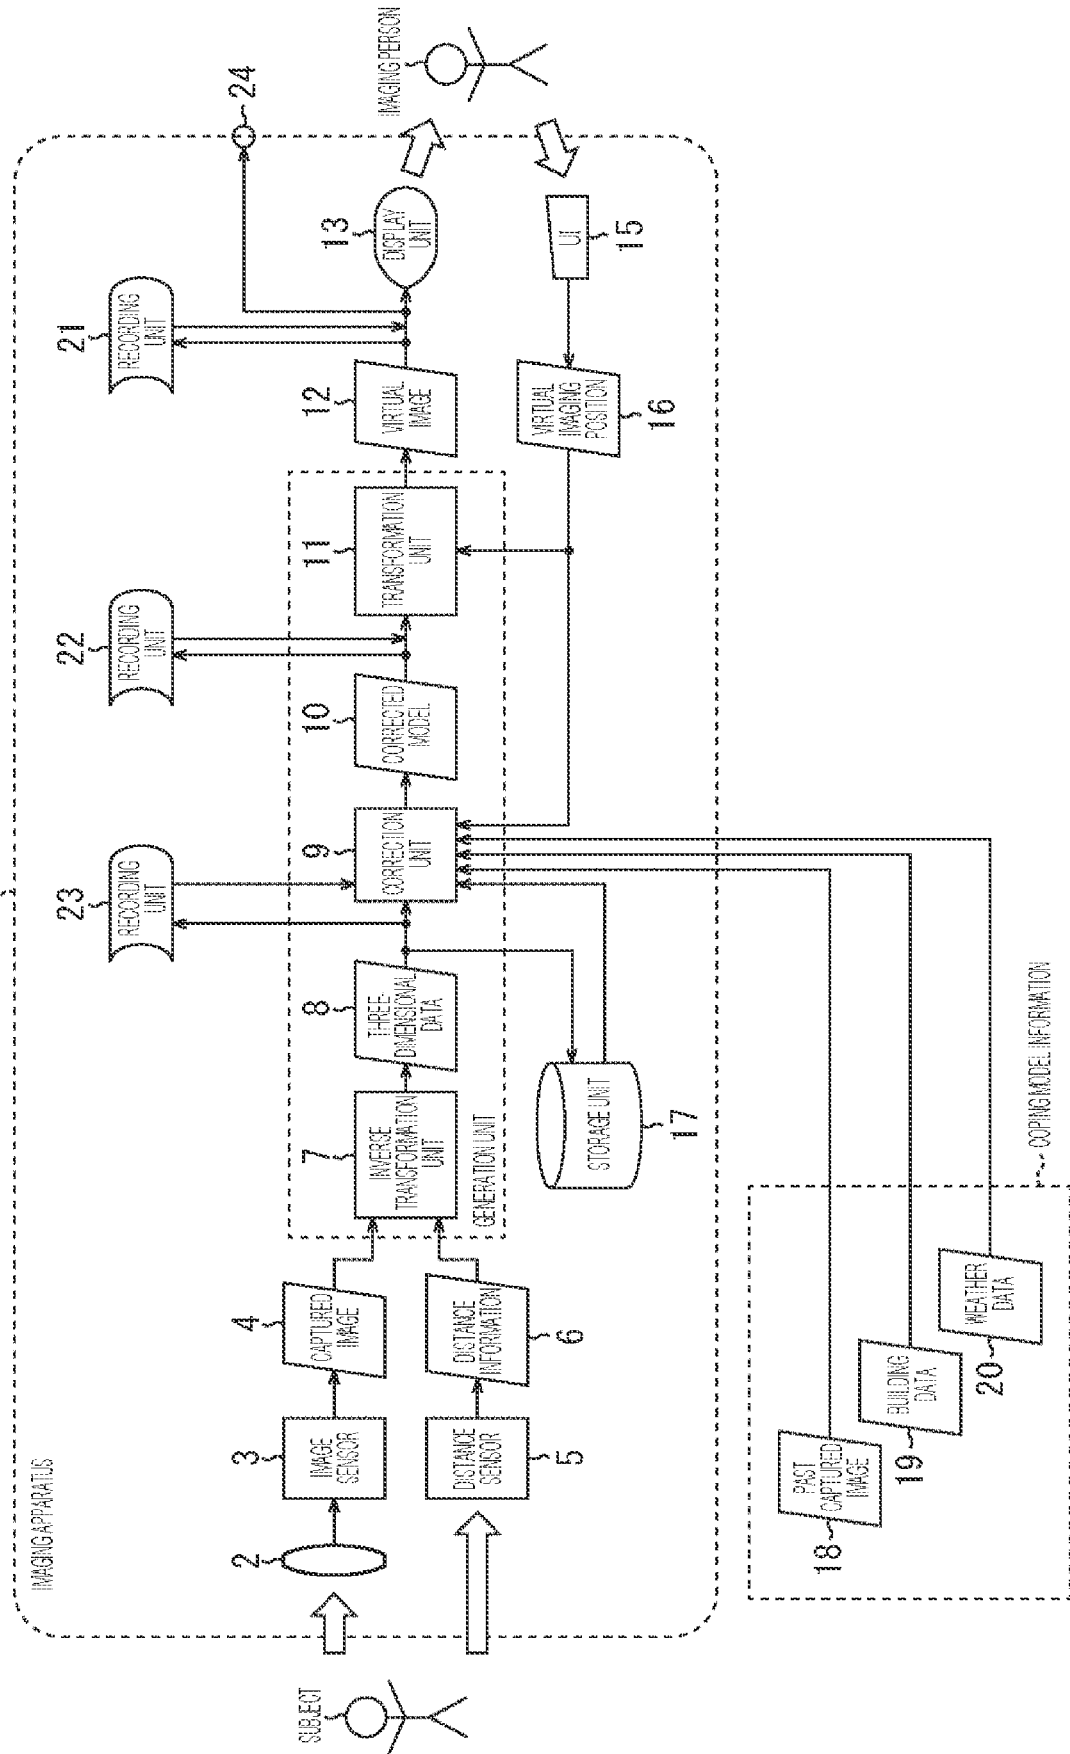 IMAGING APPARATUS
SUBJECT
2
3
IMAGE
SENSOR
4
CAPTURED
IMAGE
DISTANCE
SENSOR
5
DISTANCE
INFORMATION
6
7
INVERSE
TRANSFORMATION
UNIT
GENERATION UNIT
8
THREE-
DIMENSIONAL
DATA
9
CORRECTION
UNIT
10
CORRECTED
MODEL
11
TRANSFORMATION
UNIT
12
VIRTUAL
IMAGE
13
DISPLAY
UNIT
IMAGING PERSON
UI
15
VIRTUAL
IMAGING
POSITION
16
STORAGE UNIT
17
23
RECORDING
UNIT
22
RECORDING
UNIT
21
RECORDING
UNIT
24
PAST
CAPTURED
IMAGE
18
BUILDING
DATA
19
WEATHER
DATA
20
COPING MODEL INFORMATION